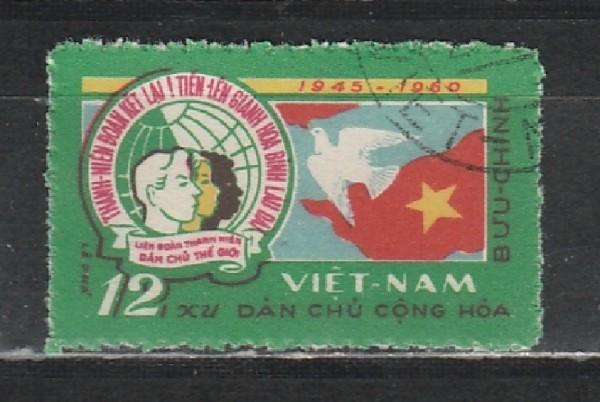 THANH-NIÊN ĐOÀN KẾT LẠI ! TIẾN LÊN GIÀNH HÒA BÌNH LÂU DÀI
1945-1960
BƯU-CHÍNH
LIÊN ĐOÀN THANH NIÊN
DÂN CHỦ THẾ GIỚI
12 XU
VIỆT-NAM
DÂN CHỦ CỘNG HÒA